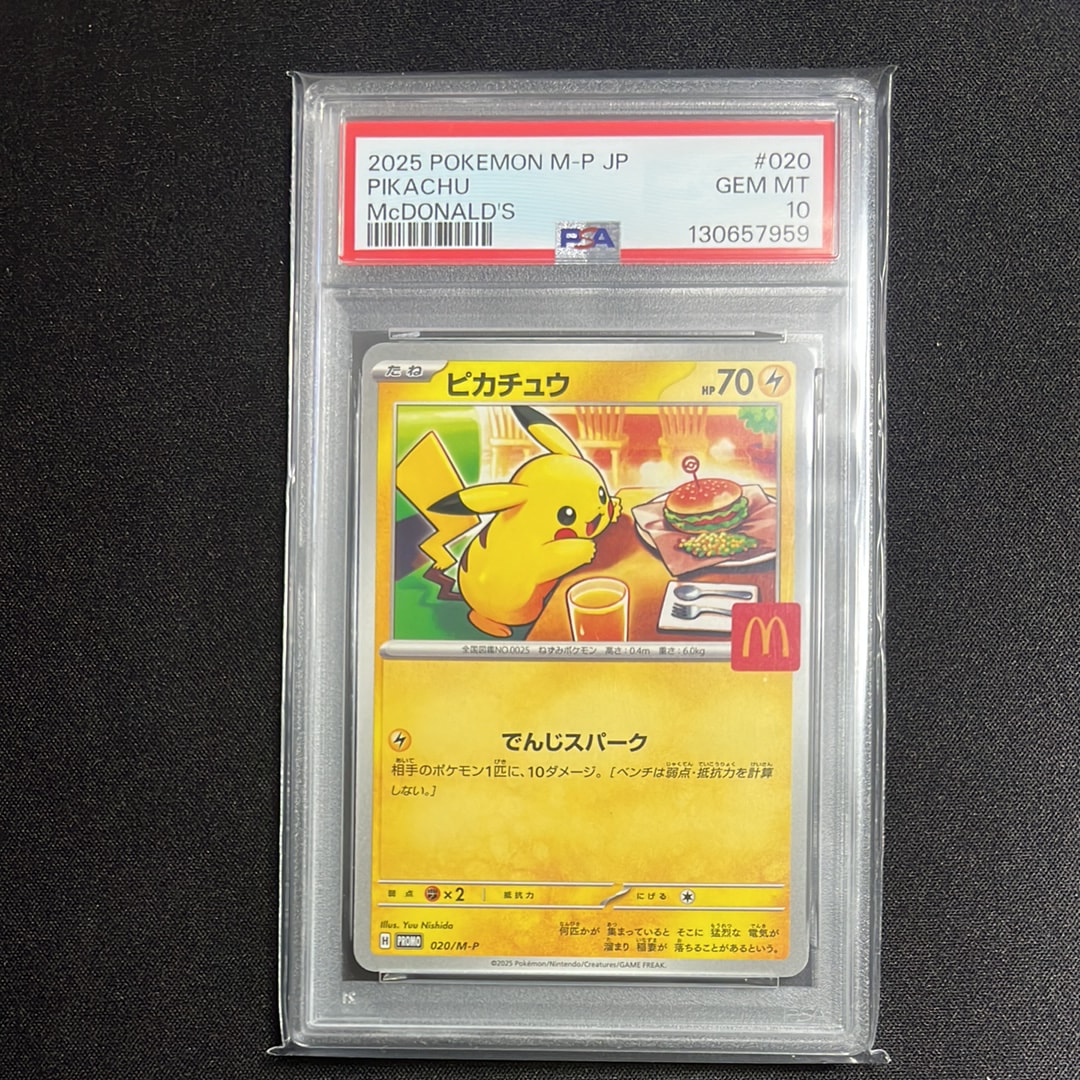 2025 POKEMON M-P JP #020
PIKACHU GEM MT
McDONALD'S 10
PSA 130657959
たね ピカチュウ HP70
全国図鑑NO.0025 ねずみポケモン 高さ:0.4m 重さ:6.0kg
でんじスパーク
相手のポケモン1匹に、10ダメージ。[ベンチは弱点・抵抗力を計算
しない。]
弱点 ×2 抵抗力 にげる
Illus. Yuu Nishida
何匹かが 集まっていると そこに 猛烈な 電気が
H PROMO 020/M-P
溜まり 稲妻が 落ちることがあるという。
©2025 Pokémon/Nintendo/Creatures/GAME FREAK.